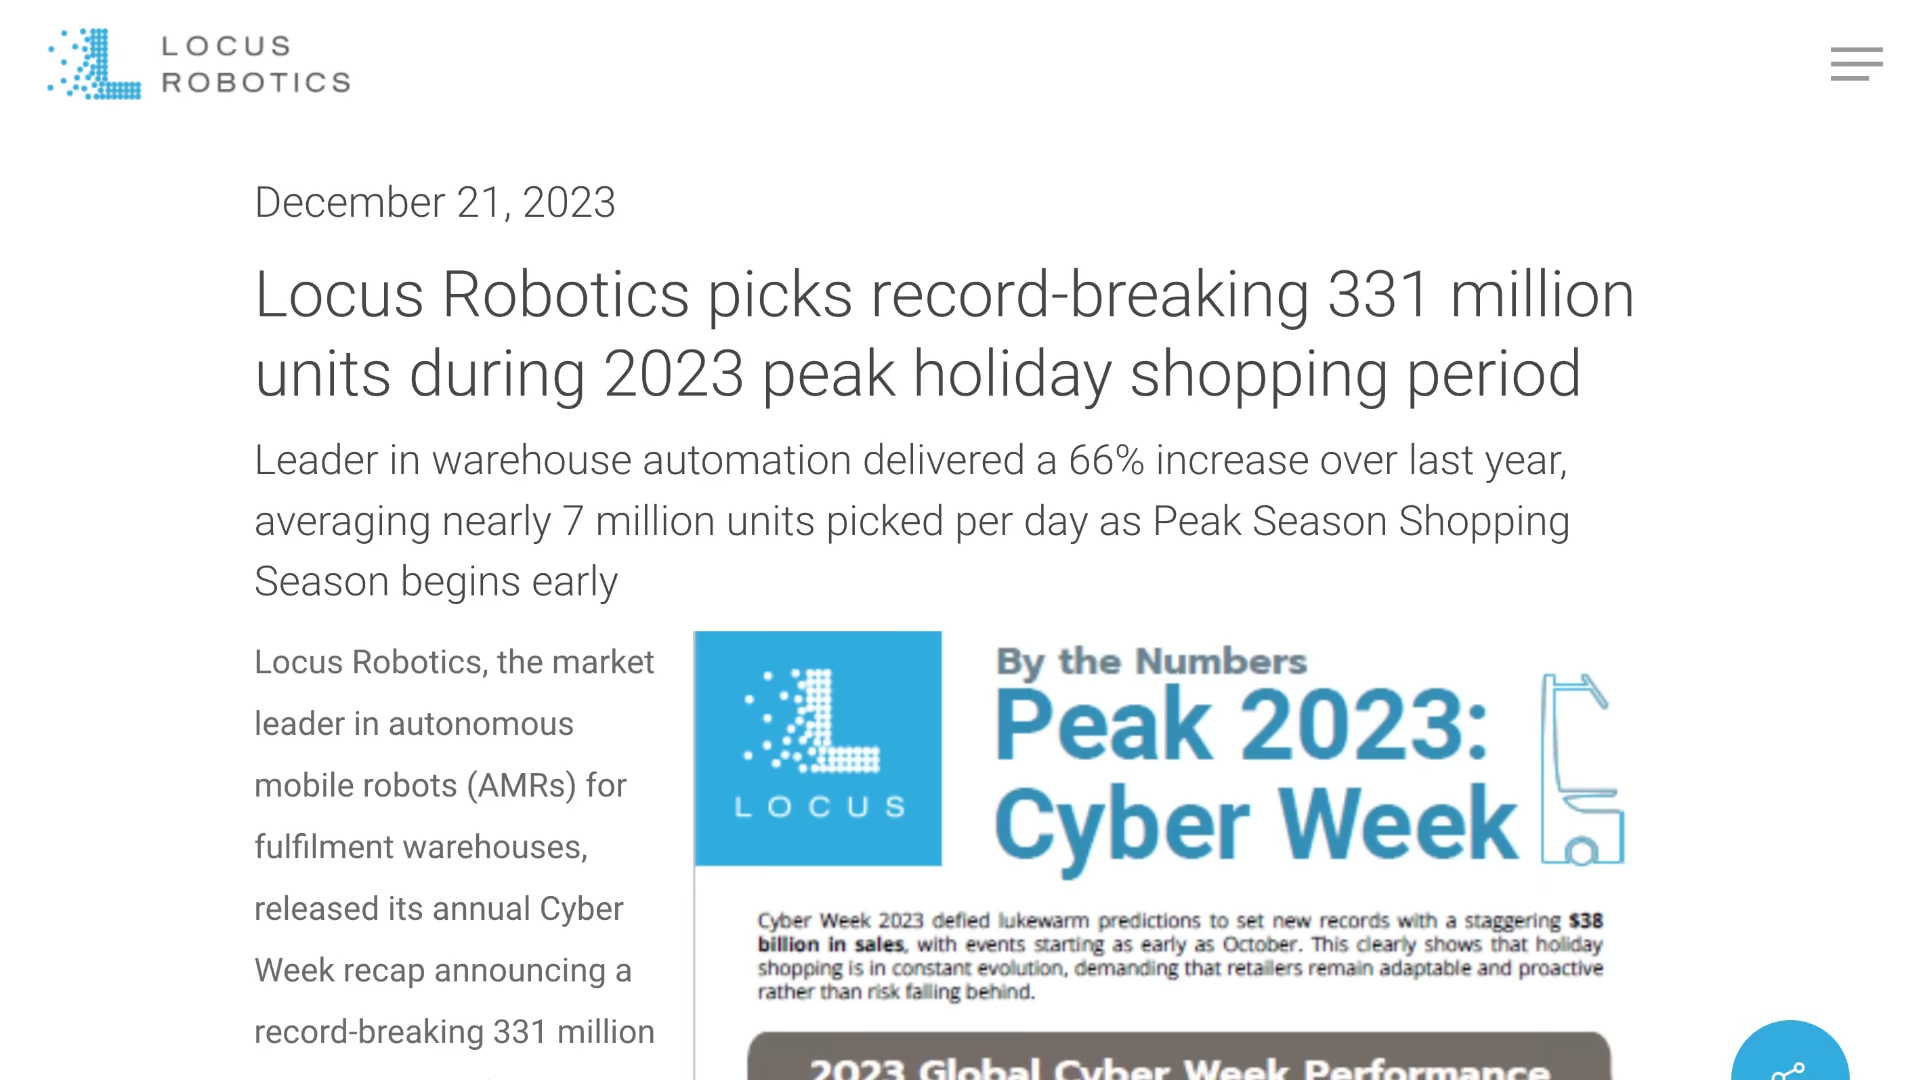 LOCUS
ROBOTICS
December 21, 2023
Locus Robotics picks record-breaking 331 million
units during 2023 peak holiday shopping period
Leader in warehouse automation delivered a 66% increase over last year,
averaging nearly 7 million units picked per day as Peak Season Shopping
Season begins early
Locus Robotics, the market
leader in autonomous
mobile robots (AMRs) for
fulfilment warehouses,
released its annual Cyber
Week recap announcing a
record-breaking 331 million
LOCUS
By the Numbers
Peak 2023:
Cyber Week
Cyber Week 2023 defied lukewarm predictions to set new records with a staggering $38
billion in sales, with events starting as early as October. This clearly shows that holiday
shopping is in constant evolution, demanding that retailers remain adaptable and proactive
rather than risk falling behind.
2023 Global Cyber Week Performance